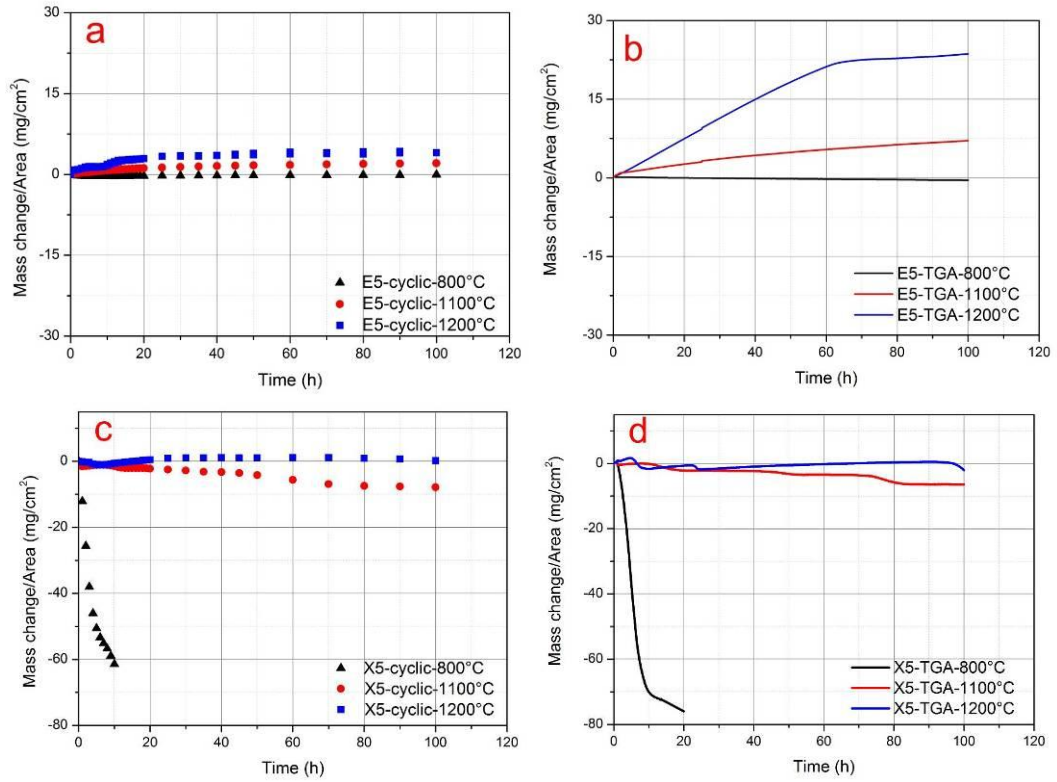 a
Mass change/Area (mg/cm²)
30
15
0
-15
30
E5-cyclic-800°C
E5-cyclic-1100°C
E5-cyclic-1200°C
0 20 40 60 80 100 120
Time (h)
b
Mass change/Area (mg/cm²)
30
15
0
-15
-30
E5-TGA-800°C
E5-TGA-1100°C
E5-TGA-1200°C
0 20 40 60 80 100 120
Time (h)
c
Mass change/Area (mg/cm²)
0
-20
-40
-60
-80
X5-cyclic-800°C
X5-cyclic-1100°C
X5-cyclic-1200°C
0 20 40 60 80 100 120
Time (h)
d
Mass change/Area (mg/cm²)
0
-20
-40
-60
-80
X5-TGA-800°C
X5-TGA-1100°C
X5-TGA-1200°C
0 20 40 60 80 100 120
Time (h)